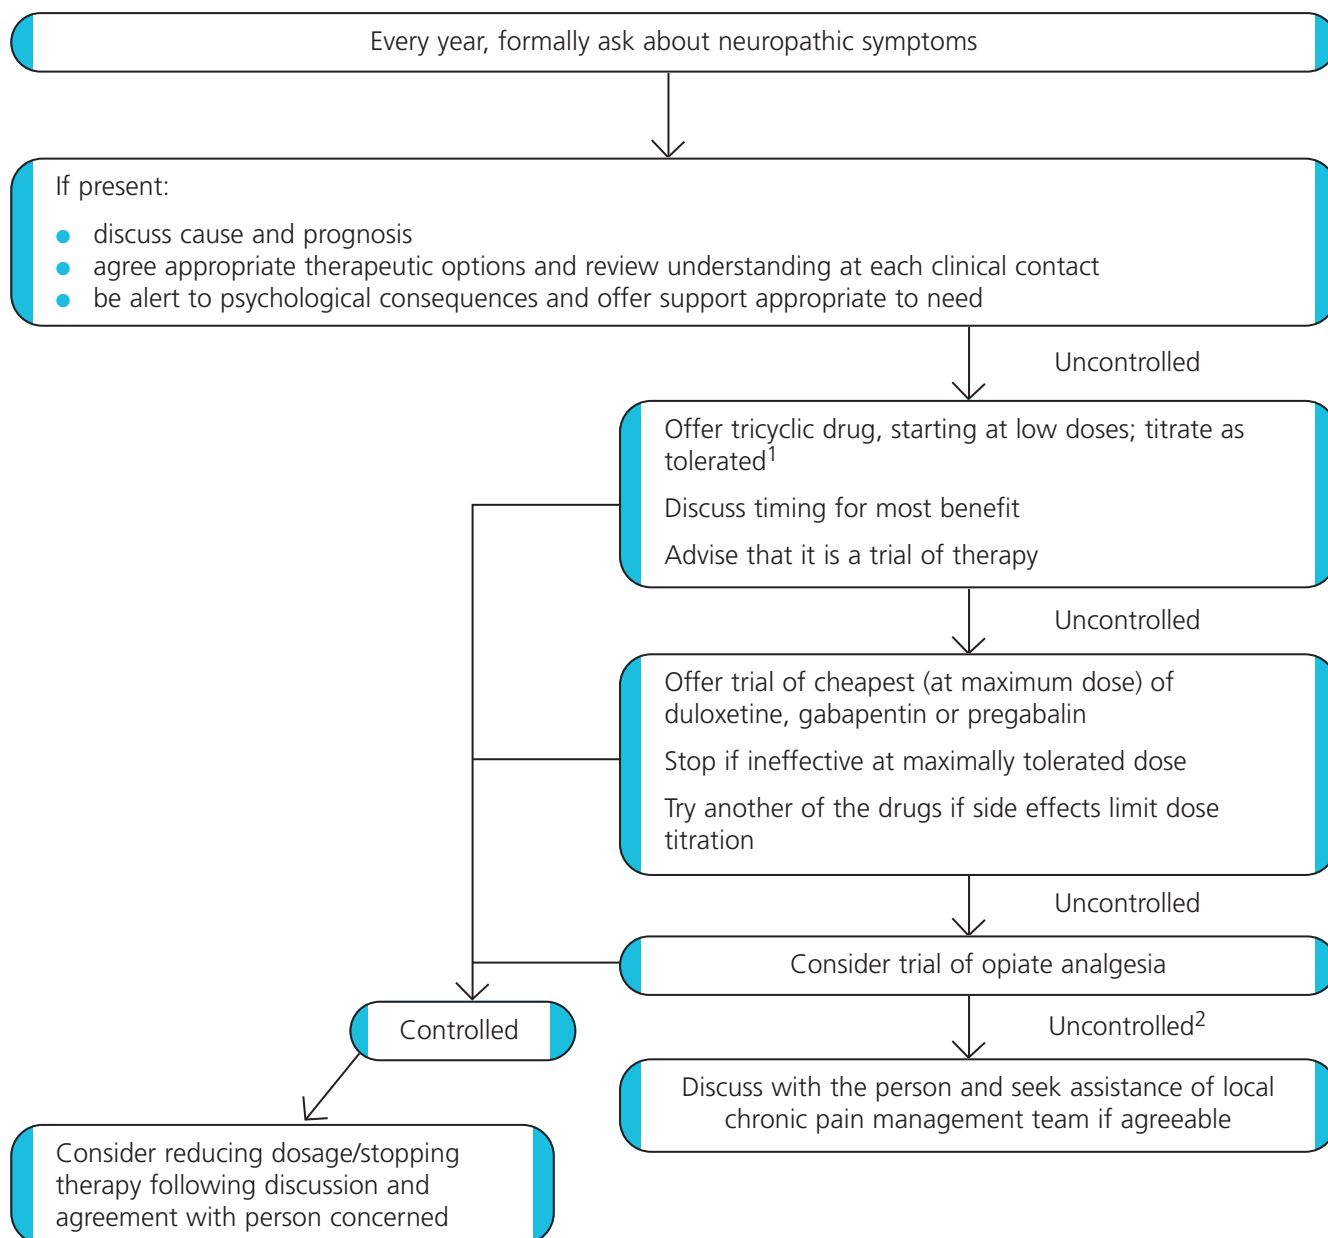 Every year, formally ask about neuropathic symptoms
If present:
● discuss cause and prognosis
● agree appropriate therapeutic options and review understanding at each clinical contact
● be alert to psychological consequences and offer support appropriate to need
Uncontrolled
Offer tricyclic drug, starting at low doses; titrate as
tolerated1
Discuss timing for most benefit
Advise that it is a trial of therapy
Uncontrolled
Offer trial of cheapest (at maximum dose) of
duloxetine, gabapentin or pregabalin
Stop if ineffective at maximally tolerated dose
Try another of the drugs if side effects limit dose
titration
Uncontrolled
Consider trial of opiate analgesia
Controlled
Uncontrolled2
Discuss with the person and seek assistance of local
chronic pain management team if agreeable
Consider reducing dosage/stopping
therapy following discussion and
agreement with person concerned